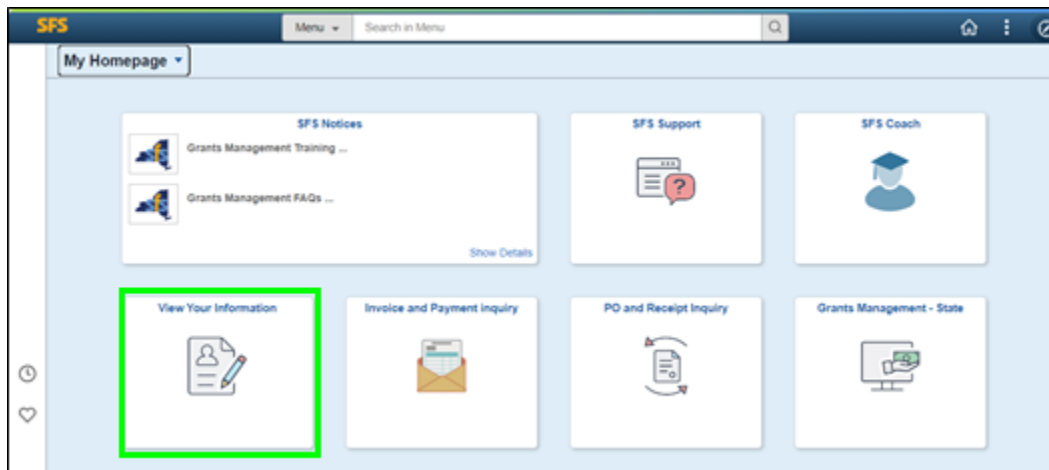 SFS
Menu
Search in Menu
My Homepage
SFS Notices
Grants Management Training ...
Grants Management FAQs ...
Show Details
SFS Support
SFS Coach
View Your Information
Invoice and Payment inquiry
PO and Receipt Inquiry
Grants Management - State